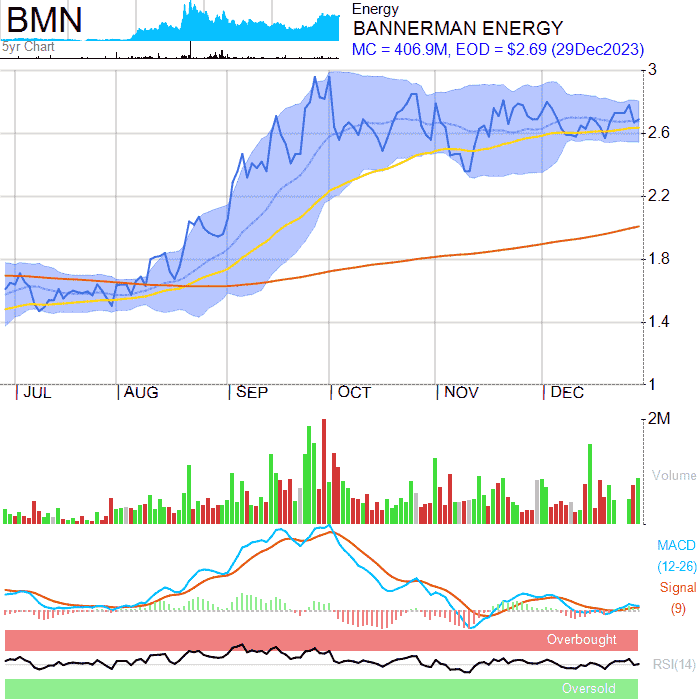 BMN
5yr Chart
Energy
BANNERMAN ENERGY
MC = 406.9M, EOD = $2.69 (29Dec2023)
3
2.6
2.2
1.8
1.4
1
JUL AUG SEP OCT NOV DEC
2M
Volume
MACD
(12-26)
Signal
(9)
Overbought
RSI(14)
Oversold